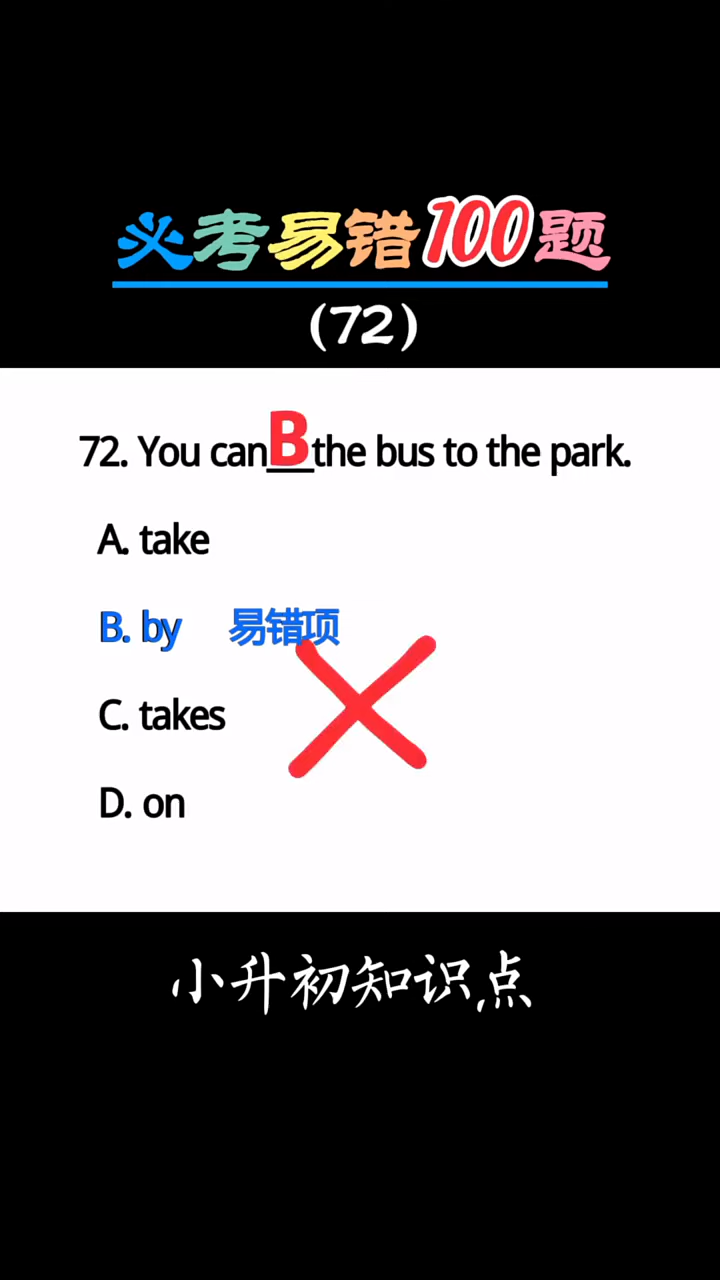 必考易错100题
(72)
72. You can B the bus to the park.
A. take
B. by 易错项
C. takes
D. on
小升初知识点